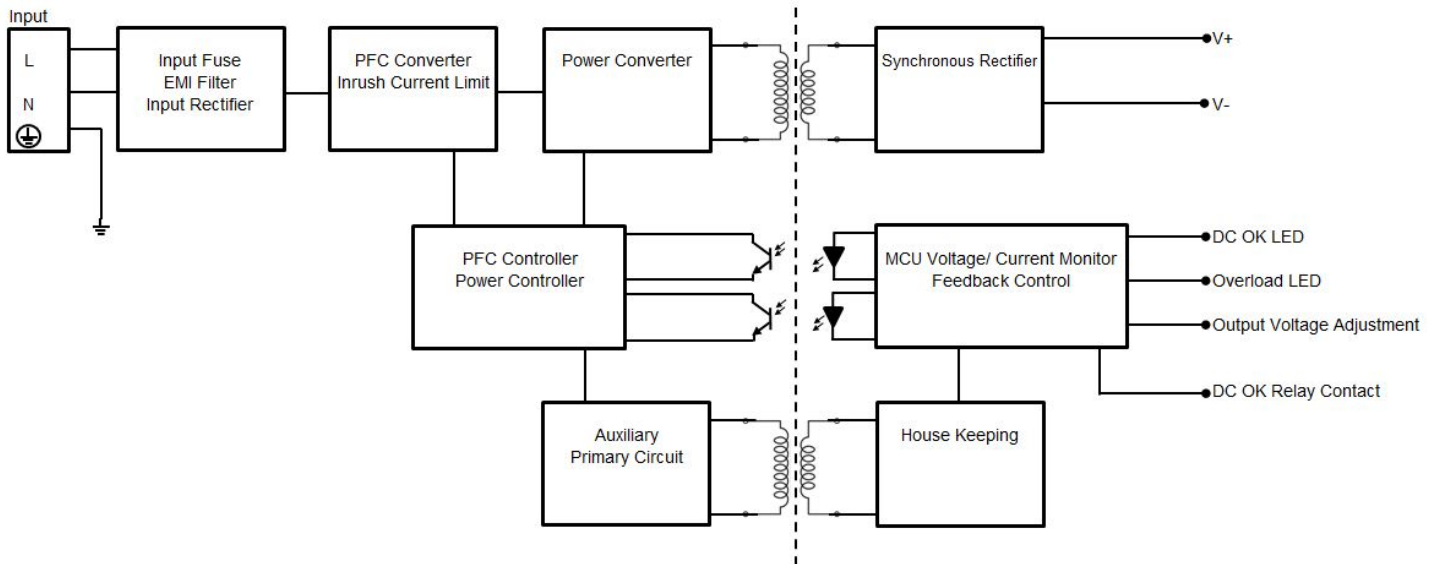 Input
L
N
Input Fuse
EMI Filter
Input Rectifier
PFC Converter
Inrush Current Limit
Power Converter
Synchronous Rectifier
V+
V-
PFC Controller
Power Controller
MCU Voltage/ Current Monitor
Feedback Control
DC OK LED
Overload LED
Output Voltage Adjustment
DC OK Relay Contact
Auxiliary
Primary Circuit
House Keeping